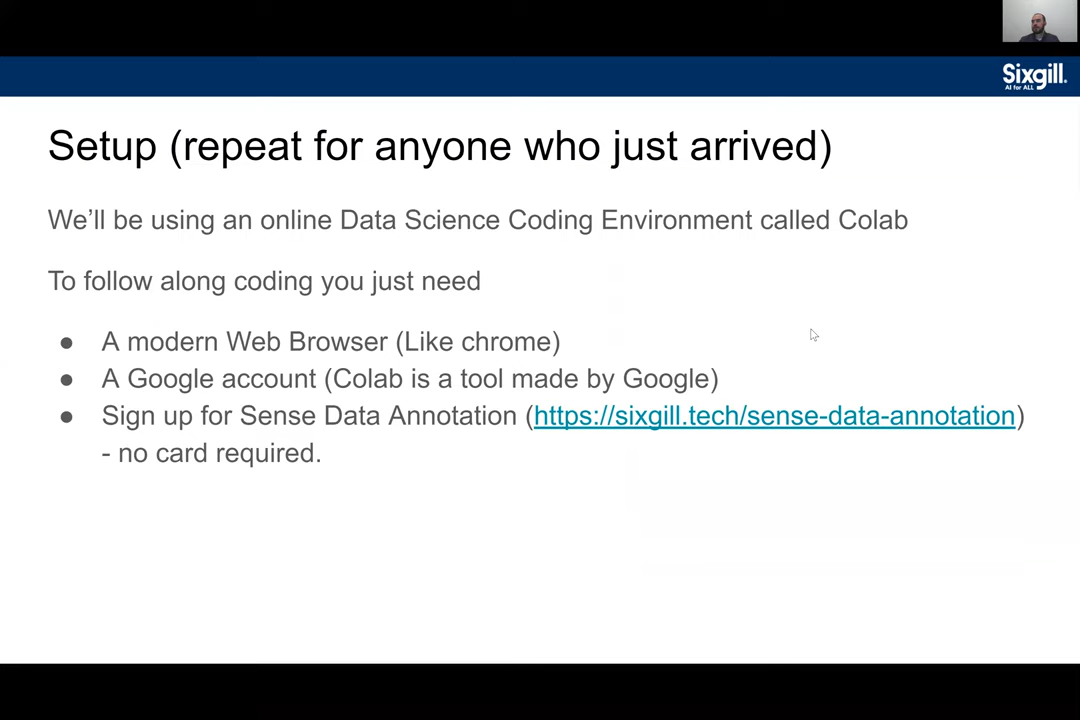 Sixgill.
AI for ALL
Setup (repeat for anyone who just arrived)
We’ll be using an online Data Science Coding Environment called Colab
To follow along coding you just need
● A modern Web Browser (Like chrome)
● A Google account (Colab is a tool made by Google)
● Sign up for Sense Data Annotation (https://sixgill.tech/sense-data-annotation)
- no card required.